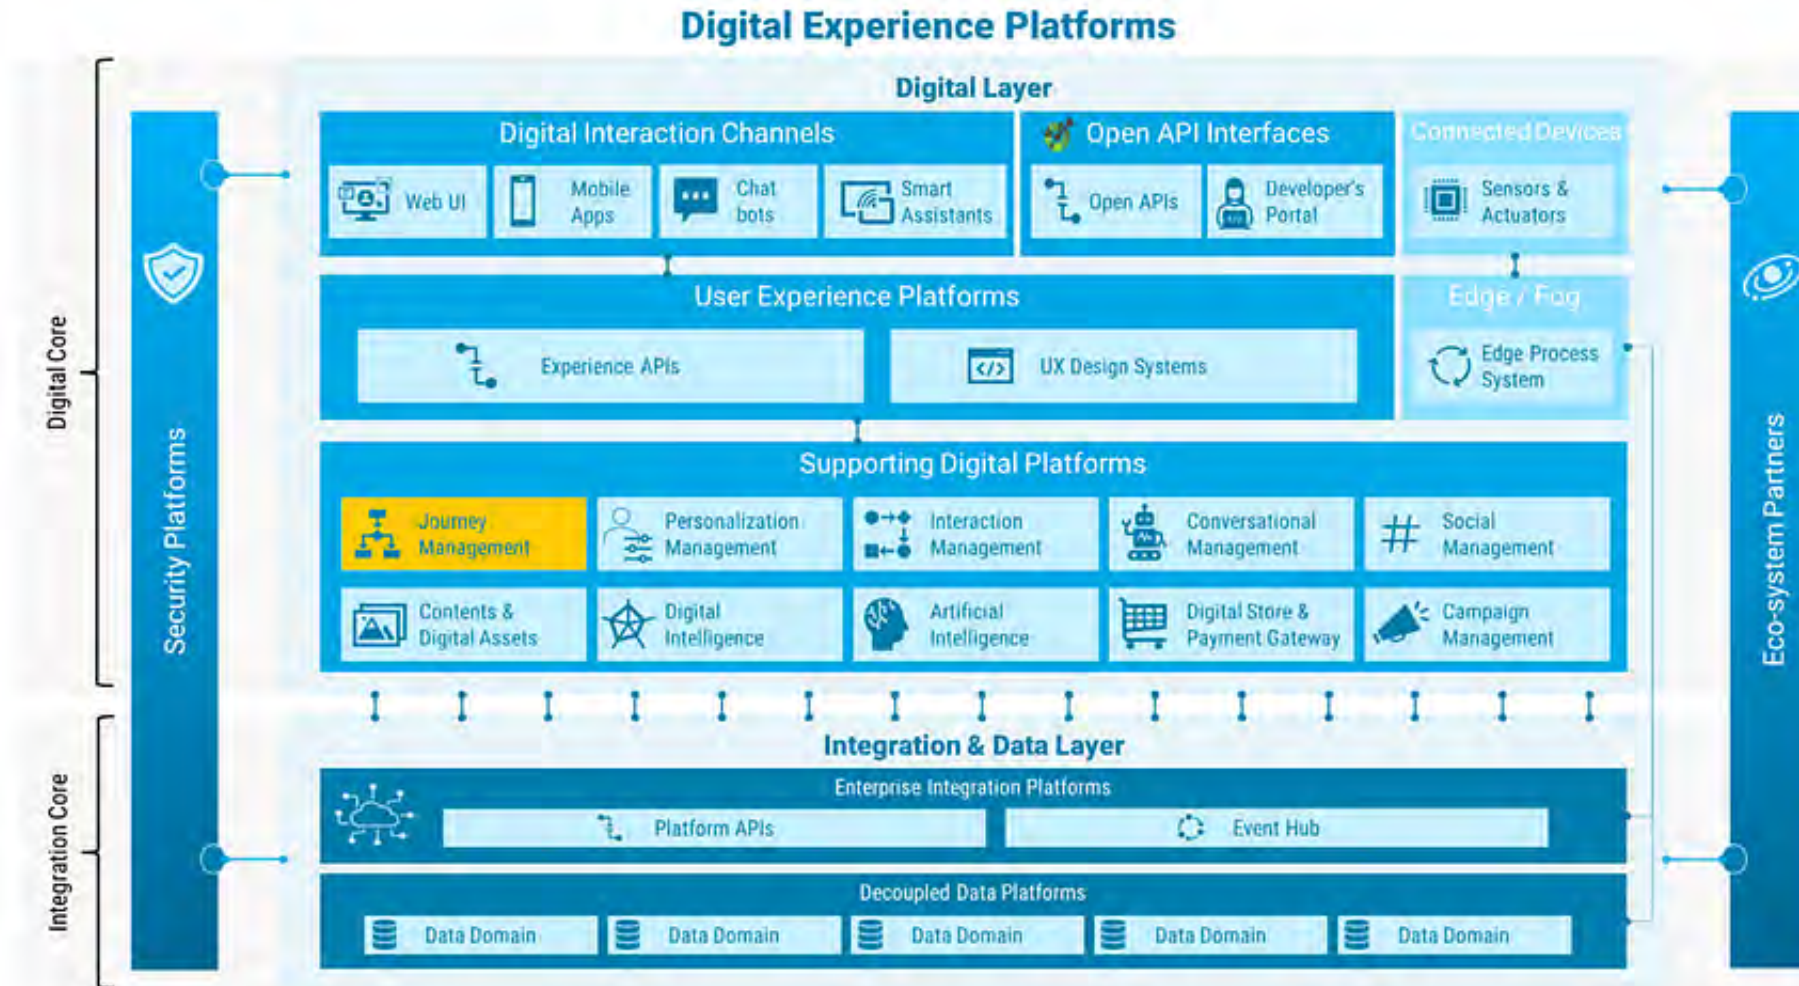 Digital Experience Platforms
Digital Layer
Digital Interaction Channels
Web UI
Mobile
Apps
Chat
bots
Smart
Assistants
Open API Interfaces
Open APIs
Developer's
Portal
Connected Devices
Sensors &
Actuators
User Experience Platforms
Experience APIs
UX Design Systems
Edge / Fog
Edge Process
System
Supporting Digital Platforms
Journey
Management
Personalization
Management
Interaction
Management
Conversational
Management
Social
Management
Contents &
Digital Assets
Digital
Intelligence
Artificial
Intelligence
Digital Store &
Payment Gateway
Campaign
Management
Integration & Data Layer
Enterprise Integration Platforms
Platform APIs
Event Hub
Decoupled Data Platforms
Data Domain
Data Domain
Data Domain
Data Domain
Data Domain
Digital Core
Integration Core
Security Platforms
Eco-system Partners